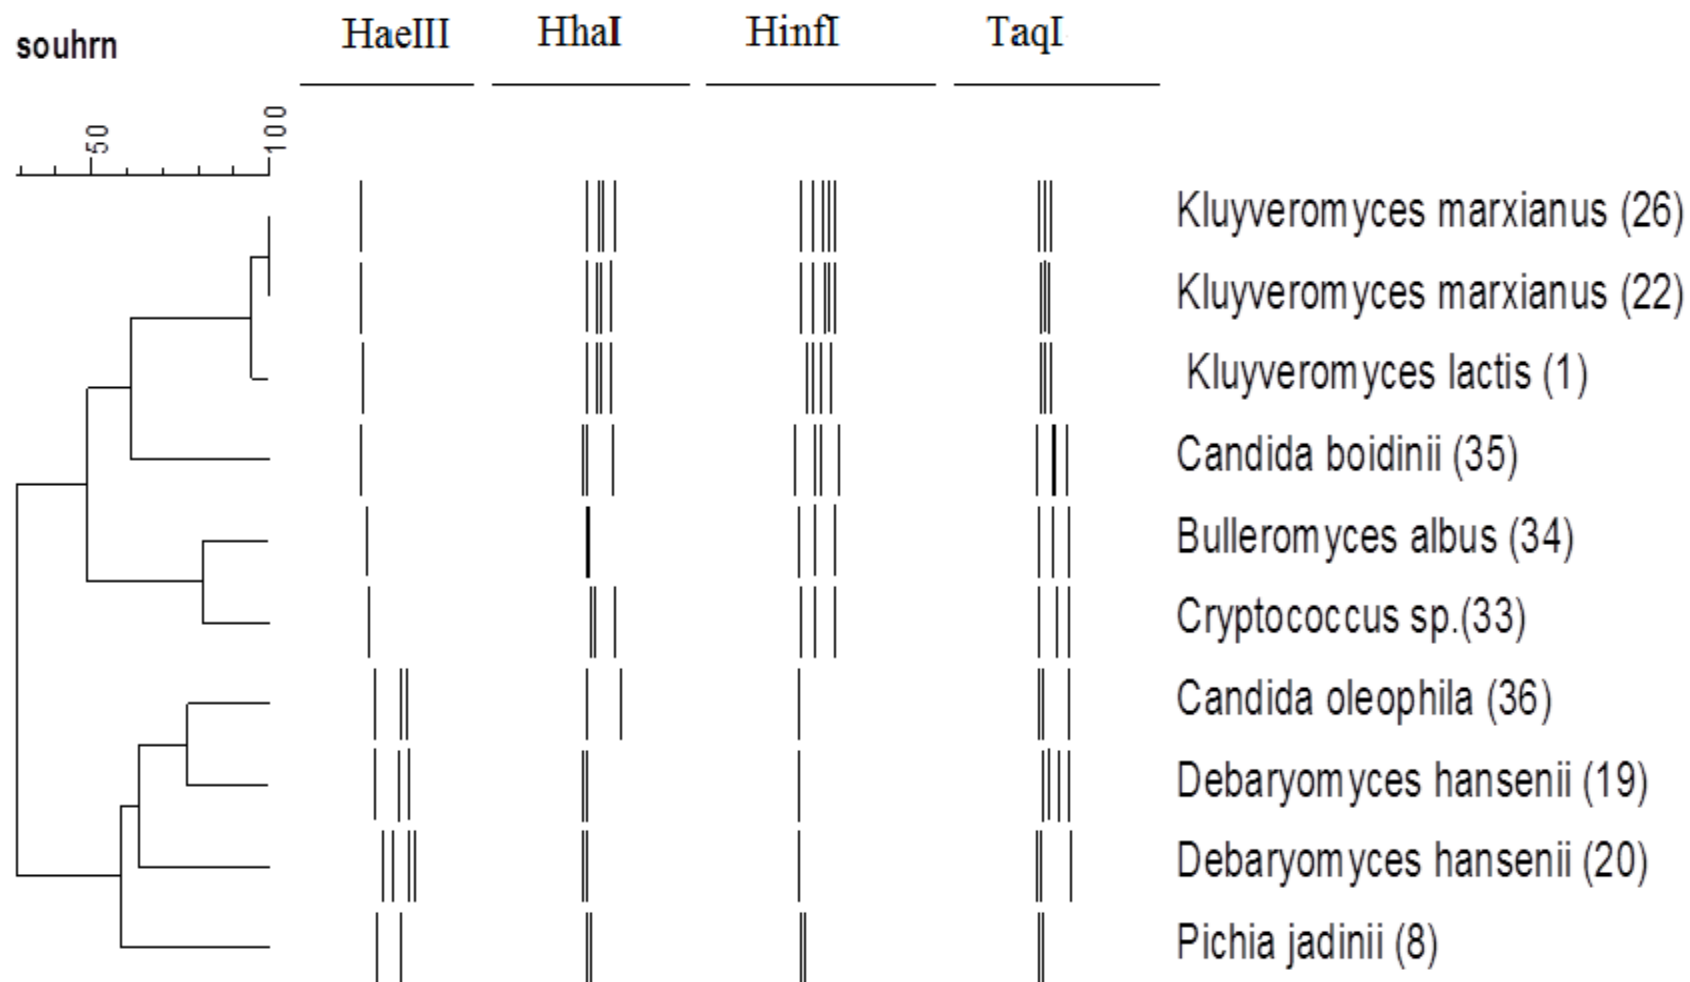 souhrn HaeIII HhaI HinfI TaqI
50 100
Kluyveromyces marxianus (26)
Kluyveromyces marxianus (22)
Kluyveromyces lactis (1)
Candida boidinii (35)
Bulleromyces albus (34)
Cryptococcus sp.(33)
Candida oleophila (36)
Debaryomyces hansenii (19)
Debaryomyces hansenii (20)
Pichia jadinii (8)